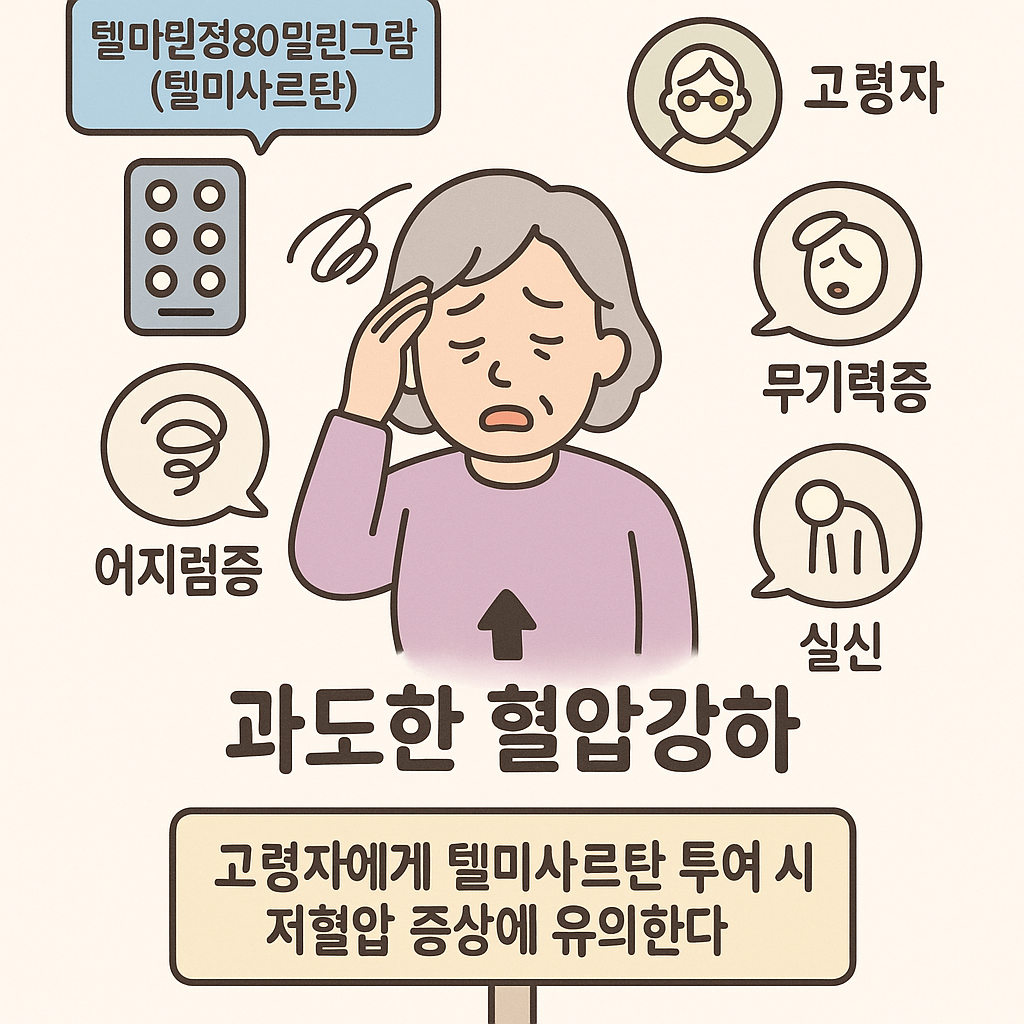 텔마뢴졍80밀린그람
(텔미사르탄)
고령자
무기력증
어지럼증
실신
과도한 혈압강하
고령자에게 텔미사르탄 투여 시
저혈압 증상에 유의한다